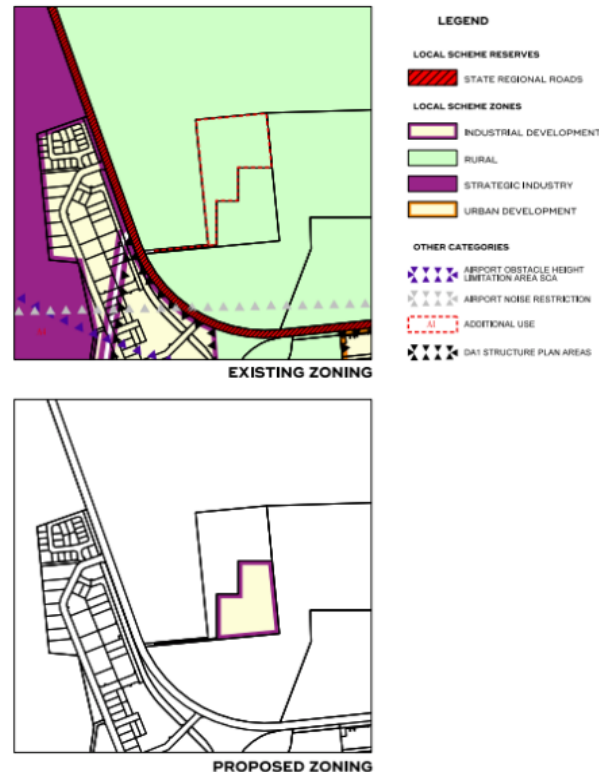 LEGEND
LOCAL SCHEME RESERVES
STATE REGIONAL ROADS
LOCAL SCHEME ZONES
INDUSTRIAL DEVELOPMENT
RURAL
STRATEGIC INDUSTRY
URBAN DEVELOPMENT
OTHER CATEGORIES
AIRPORT OBSTACLE HEIGHT
LIMITATION AREA SCA
AIRPORT NOISE RESTRICTION
A1 ADDITIONAL USE
DA1 STRUCTURE PLAN AREAS
EXISTING ZONING
PROPOSED ZONING